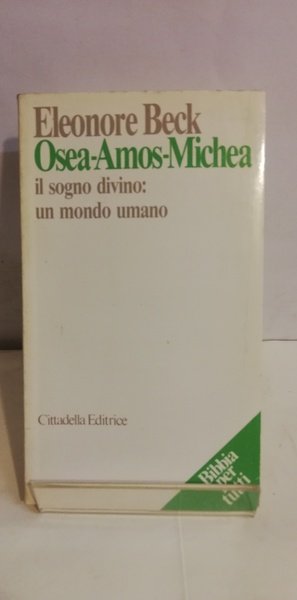 Eleonore Beck
Osea-Amos-Michea
il sogno divino:
un mondo umano
Cittadella Editrice
Bibbia
per
tutti